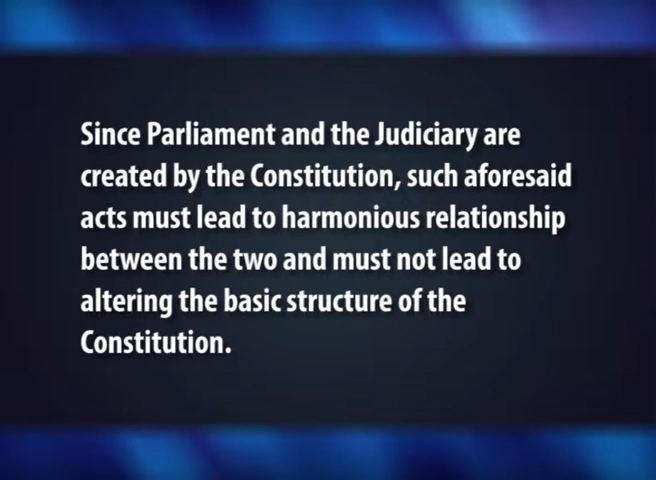 Since Parliament and the Judiciary are
created by the Constitution, such aforesaid
acts must lead to harmonious relationship
between the two and must not lead to
altering the basic structure of the
Constitution.